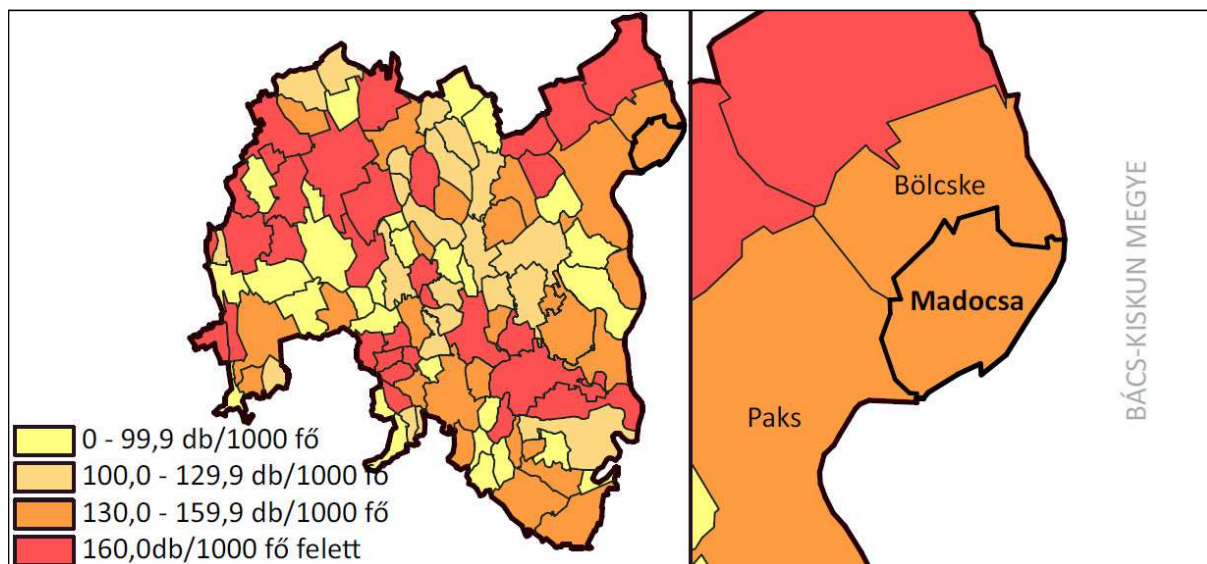 0 - 99,9 db/1000 fő
100,0 - 129,9 db/1000 fő
130,0 - 159,9 db/1000 fő
160,0db/1000 fő felett
Bölcske
Madocsa
Paks
BÁCS-KISKUN MEGYE